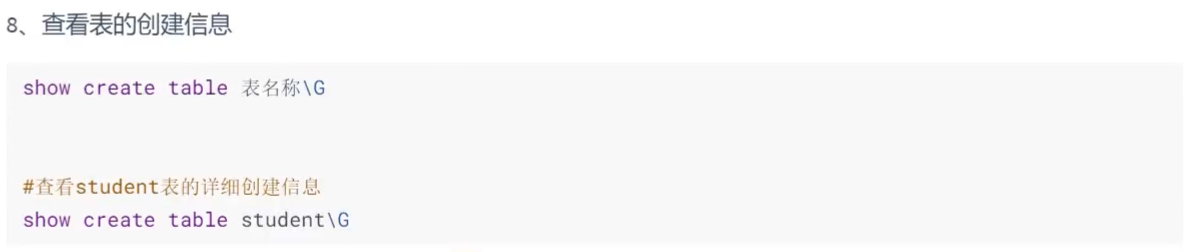 8、查看表的创建信息
show create table 表名称\G
#查看student表的详细创建信息
show create table student\G